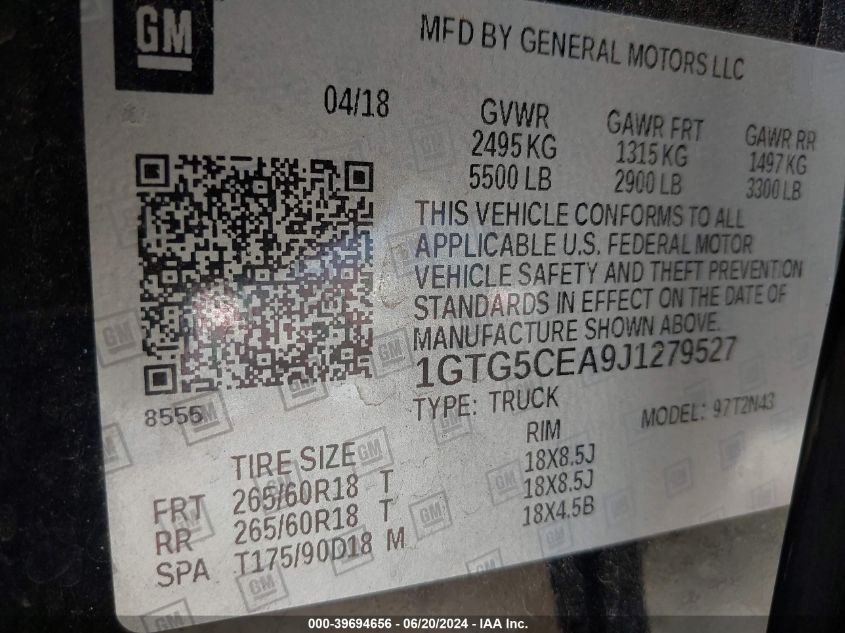 GM
MFD BY GENERAL MOTORS LLC
04/18
GVWR GAWR FRT GAWR RR
2495 KG 1315 KG 1497 KG
5500 LB 2900 LB 3300 LB
THIS VEHICLE CONFORMS TO ALL
APPLICABLE U.S. FEDERAL MOTOR
VEHICLE SAFETY AND THEFT PREVENTION
STANDARDS IN EFFECT ON THE DATE OF
MANUFACTURE SHOWN ABOVE.
1GTG5CEA9J1279527
8556
TYPE: TRUCK MODEL: 97T2N43
TIRE SIZE RIM
FRT 265/60R18 T 18X8.5J
RR 265/60R18 T 18X8.5J
SPA T175/90D18 M 18X4.5B
000-39694656 - 06/20/2024 - IAA Inc.